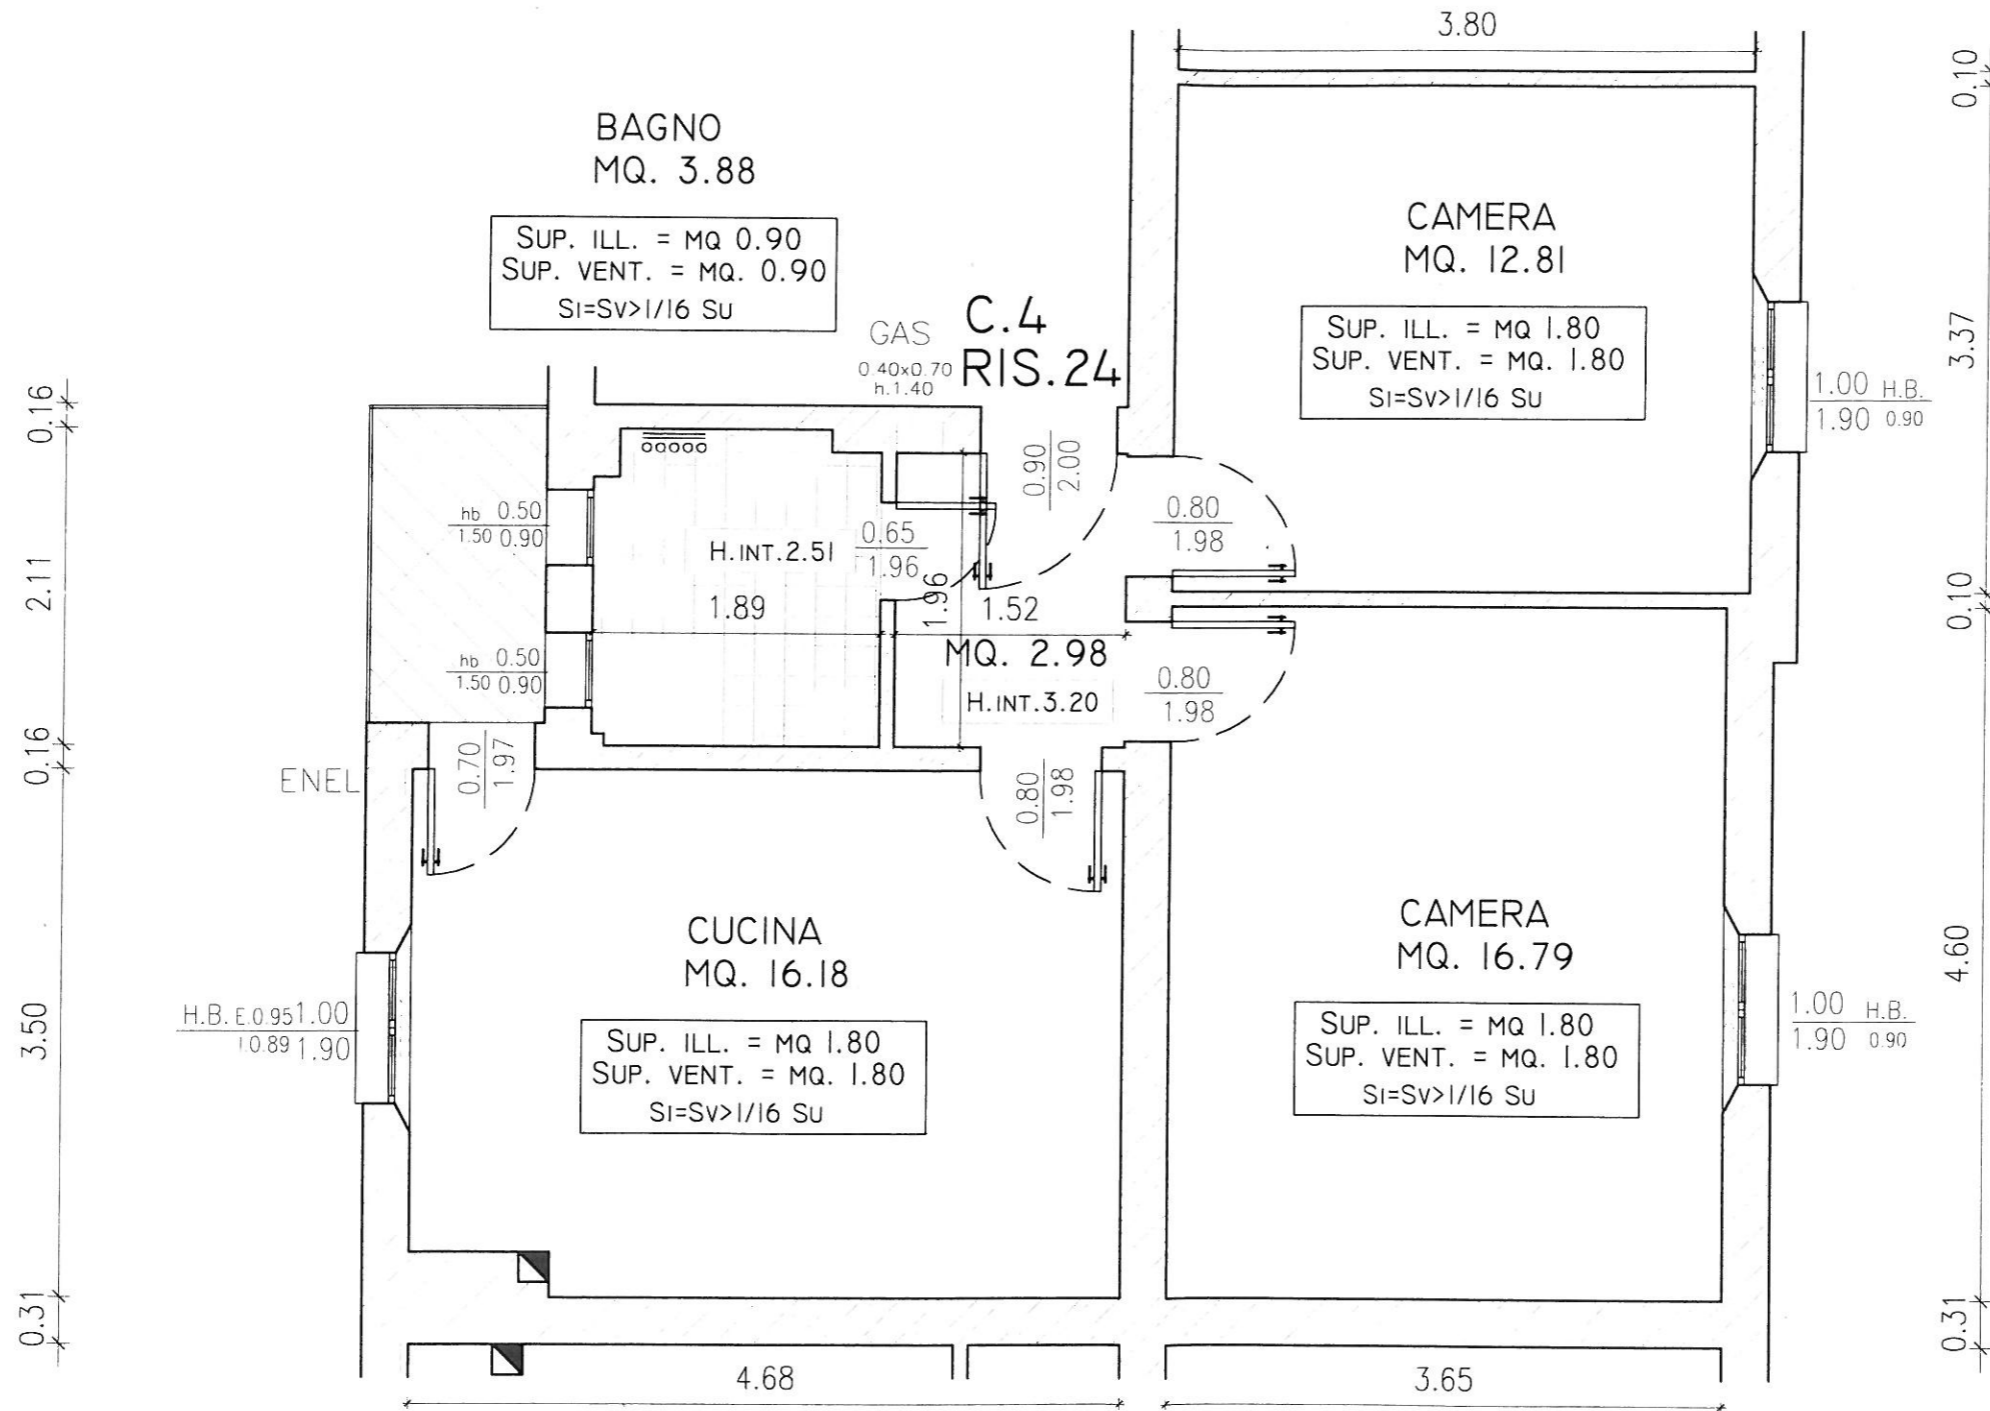 3.80
0.10
BAGNO
MQ. 3.88
SUP. ILL. = MQ 0.90
SUP. VENT. = MQ. 0.90
SI=SV>1/16 SU
CAMERA
MQ. 12.81
SUP. ILL. = MQ 1.80
SUP. VENT. = MQ. 1.80
SI=SV>1/16 SU
GAS
0.40x0.70
h.1.40
C.4
RIS.24
3.37
1.00 H.B.
1.90 0.90
0.16
0.90
2.00
hb 0.50
1.50 0.90
H.INT.2.51
0.65
1.96
0.80
1.98
2.11
1.89
1.96
1.52
0.10
hb 0.50
1.50 0.90
MQ. 2.98
H.INT.3.20
0.80
1.98
0.16
ENEL
0.70
1.97
0.80
1.98
CUCINA
MQ. 16.18
SUP. ILL. = MQ 1.80
SUP. VENT. = MQ. 1.80
SI=SV>1/16 SU
CAMERA
MQ. 16.79
SUP. ILL. = MQ 1.80
SUP. VENT. = MQ. 1.80
SI=SV>1/16 SU
4.60
3.50
H.B. E.0.95 1.00
I.0.89 1.90
1.00 H.B.
1.90 0.90
0.31
0.31
4.68
3.65